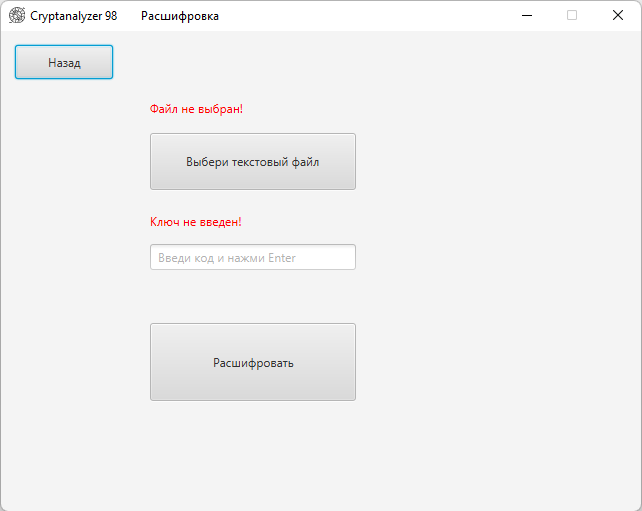 Cryptanalyzer 98 Расшифровка
Назад
Файл не выбран!
Выбери текстовый файл
Ключ не введен!
Введи код и нажми Enter
Расшифровать